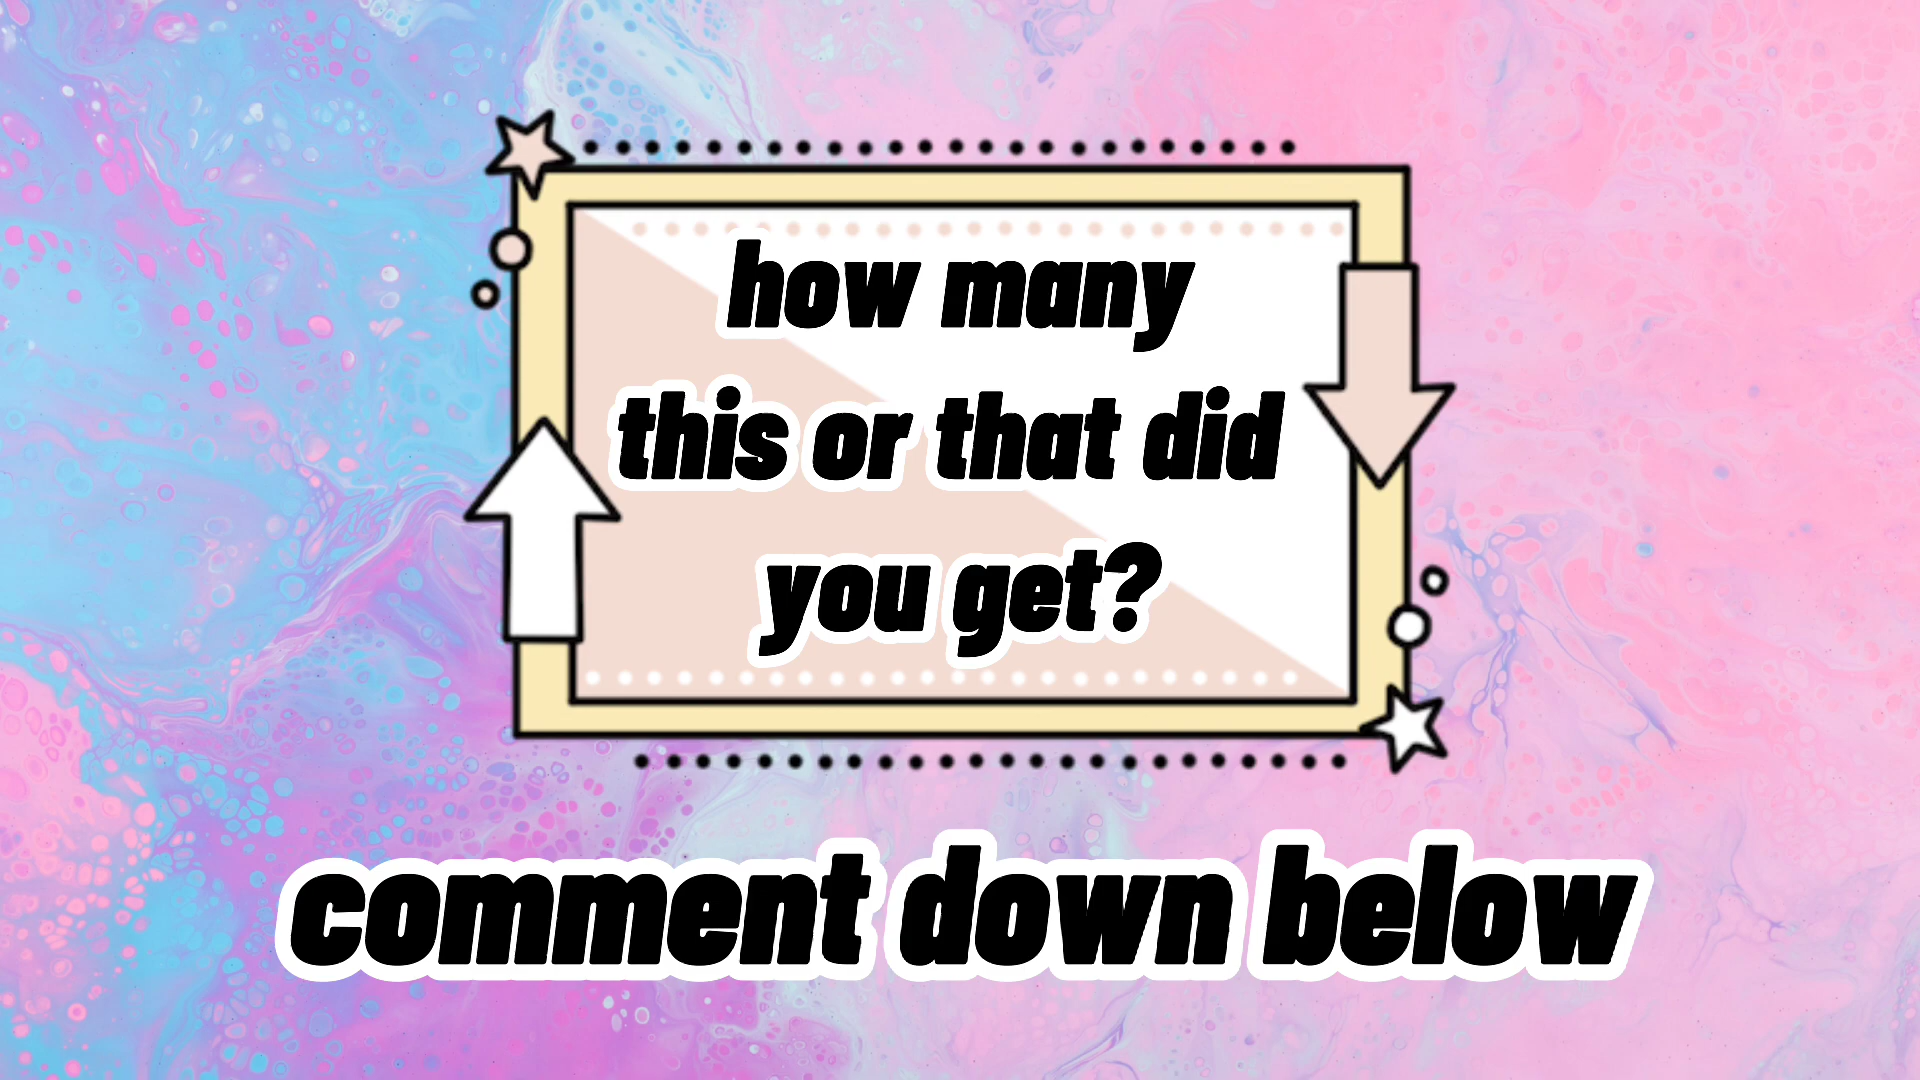 how many
this or that did
you get?
comment down below